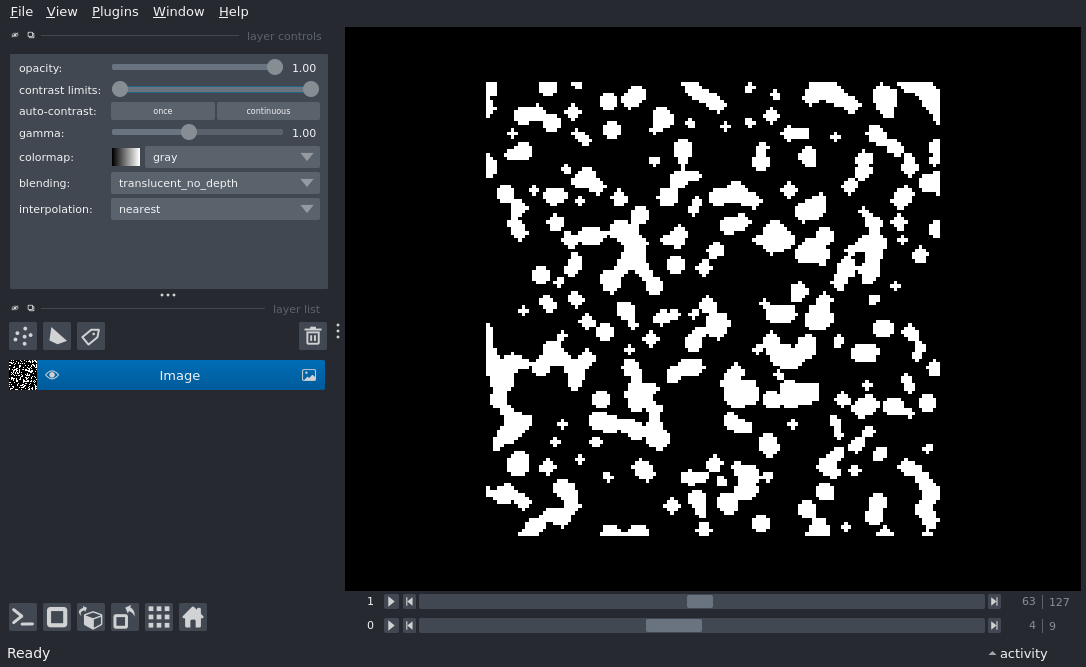 File View Plugins Window Help
layer controls
opacity: 1.00
contrast limits:
auto-contrast: once continuous
gamma: 1.00
colormap: gray
blending: translucent_no_depth
interpolation: nearest
layer list
Image
1 63 127
0 4 9
Ready activity